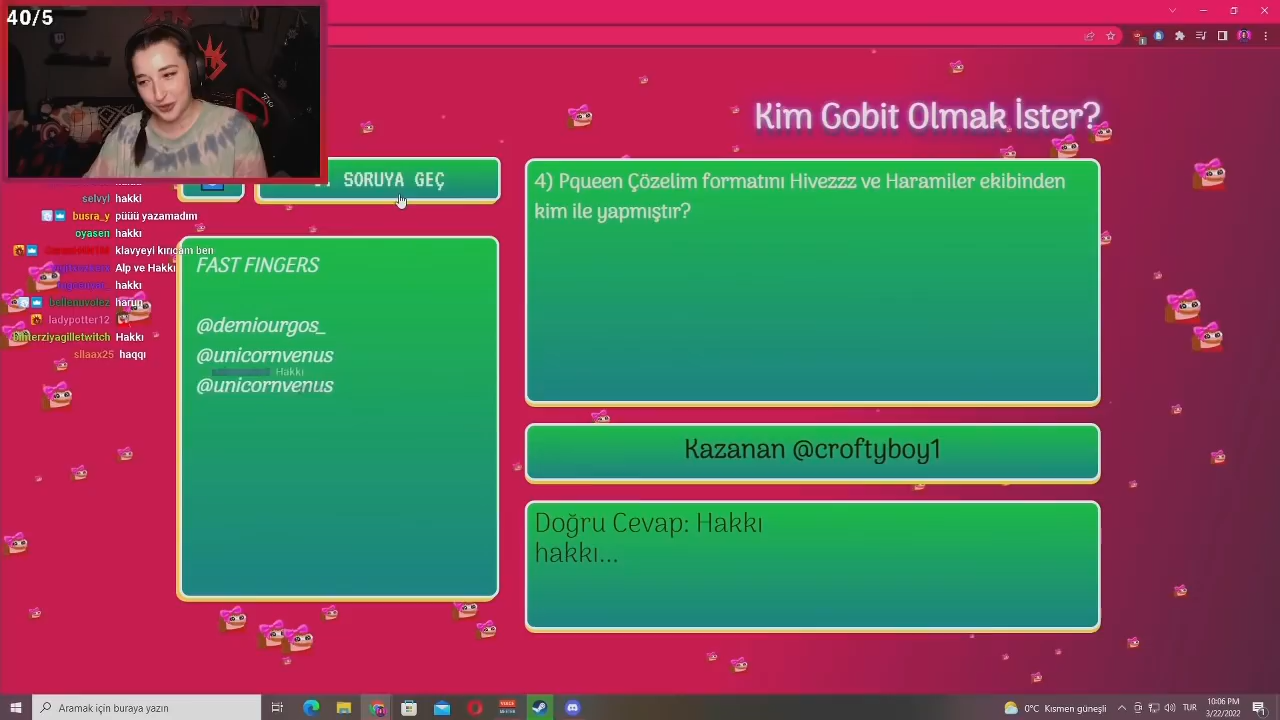 40/5
Kim Gobit Olmak İster?
SORUYA GEÇ
4) Pqueen Çözelim formatını Hivezzz ve Haramiler ekibinden
kim ile yapmıştır?
selvyl hakki
busra_y püüü yazamadım
oyasen hakkı
klavyeyi kırıcam ben
Alp ve Hakkı
hakkı
bellenuvotez harun
ladypotter12
Hakkı
sllaax25 haqqı
FAST FINGERS
@demiourgos_
@unicornvenus
Hakkı
@unicornvenus
Kazanan @croftyboy1
Doğru Cevap: Hakkı
hakkı...
Aramak için buraya yazın
0°C Kısmen güneşli
TUR
10:06 PM
3/22/2022